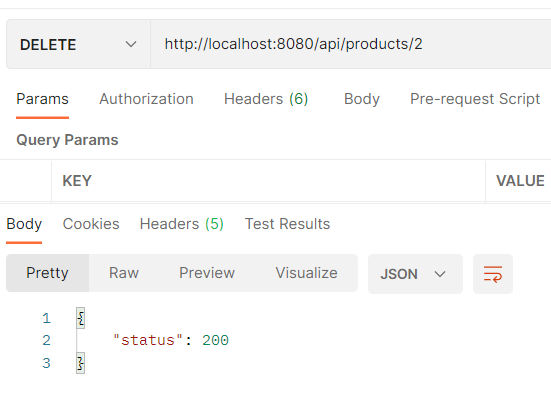 DELETE http://localhost:8080/api/products/2
Params Authorization Headers (6) Body Pre-request Script
Query Params
KEY VALUE
Body Cookies Headers (5) Test Results
Pretty Raw Preview Visualize JSON
1 {
2 "status": 200
3 }